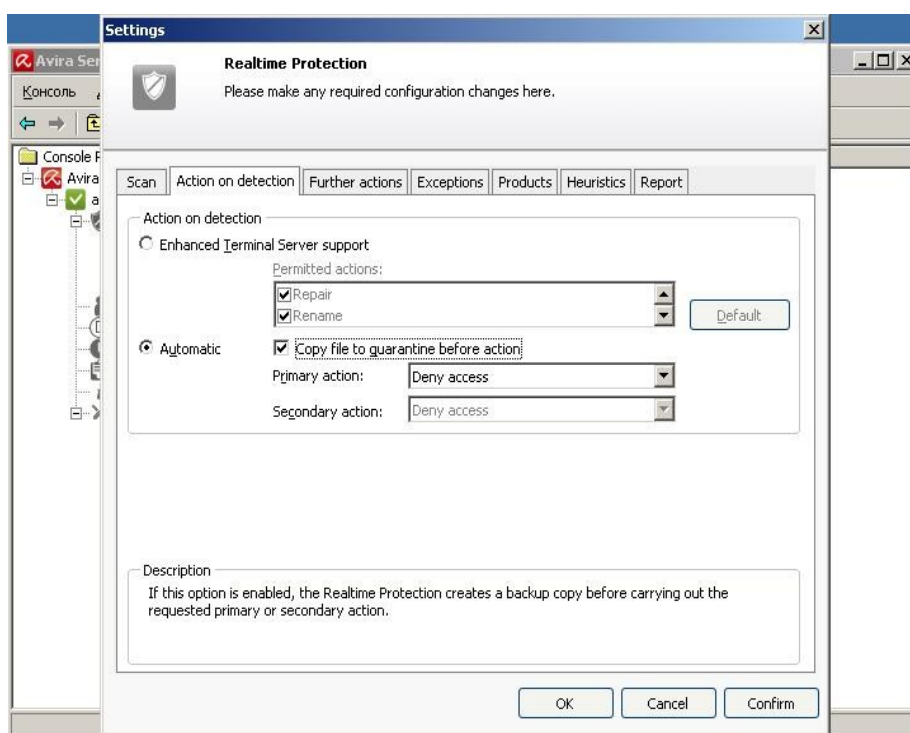 Settings
Avira Ser
Realtime Protection
Please make any required configuration changes here.
Консоль
Console
Avira
a
Scan
Action on detection
Further actions
Exceptions
Products
Heuristics
Report
Action on detection
Enhanced Terminal Server support
Permitted actions:
Repair
Rename
Default
Automatic
Copy file to quarantine before action
Primary action:
Deny access
Secondary action:
Deny access
Description
If this option is enabled, the Realtime Protection creates a backup copy before carrying out the
requested primary or secondary action.
OK
Cancel
Confirm